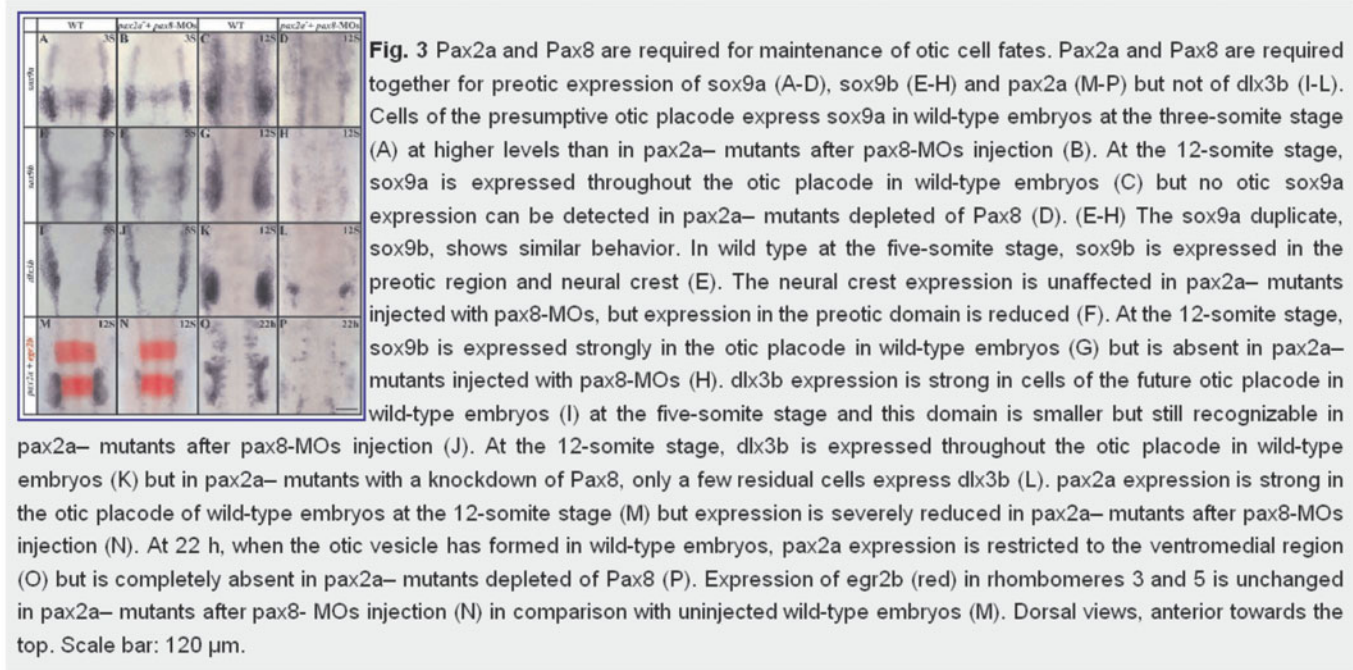 WT pax2a-+ pax8-MOs WT pax2a-+ pax8-MOs
A 3S B 3S C 12S D 12S
sox9a
E 5S F 5S G 12S H 12S
sox9b
I 5S J 5S K 12S L 12S
dlx3b
M 12S N 12S O 22h P 22h
pax2a + egr2b
Fig. 3 Pax2a and Pax8 are required for maintenance of otic cell fates. Pax2a and Pax8 are required
together for preotic expression of sox9a (A-D), sox9b (E-H) and pax2a (M-P) but not of dlx3b (I-L).
Cells of the presumptive otic placode express sox9a in wild-type embryos at the three-somite stage
(A) at higher levels than in pax2a– mutants after pax8-MOs injection (B). At the 12-somite stage,
sox9a is expressed throughout the otic placode in wild-type embryos (C) but no otic sox9a
expression can be detected in pax2a– mutants depleted of Pax8 (D). (E-H) The sox9a duplicate,
sox9b, shows similar behavior. In wild type at the five-somite stage, sox9b is expressed in the
preotic region and neural crest (E). The neural crest expression is unaffected in pax2a– mutants
injected with pax8-MOs, but expression in the preotic domain is reduced (F). At the 12-somite stage,
sox9b is expressed strongly in the otic placode in wild-type embryos (G) but is absent in pax2a–
mutants injected with pax8-MOs (H). dlx3b expression is strong in cells of the future otic placode in
wild-type embryos (I) at the five-somite stage and this domain is smaller but still recognizable in
pax2a– mutants after pax8-MOs injection (J). At the 12-somite stage, dlx3b is expressed throughout the otic placode in wild-type
embryos (K) but in pax2a– mutants with a knockdown of Pax8, only a few residual cells express dlx3b (L). pax2a expression is strong in
the otic placode of wild-type embryos at the 12-somite stage (M) but expression is severely reduced in pax2a– mutants after pax8-MOs
injection (N). At 22 h, when the otic vesicle has formed in wild-type embryos, pax2a expression is restricted to the ventromedial region
(O) but is completely absent in pax2a– mutants depleted of Pax8 (P). Expression of egr2b (red) in rhombomeres 3 and 5 is unchanged
in pax2a– mutants after pax8- MOs injection (N) in comparison with uninjected wild-type embryos (M). Dorsal views, anterior towards the
top. Scale bar: 120 μm.